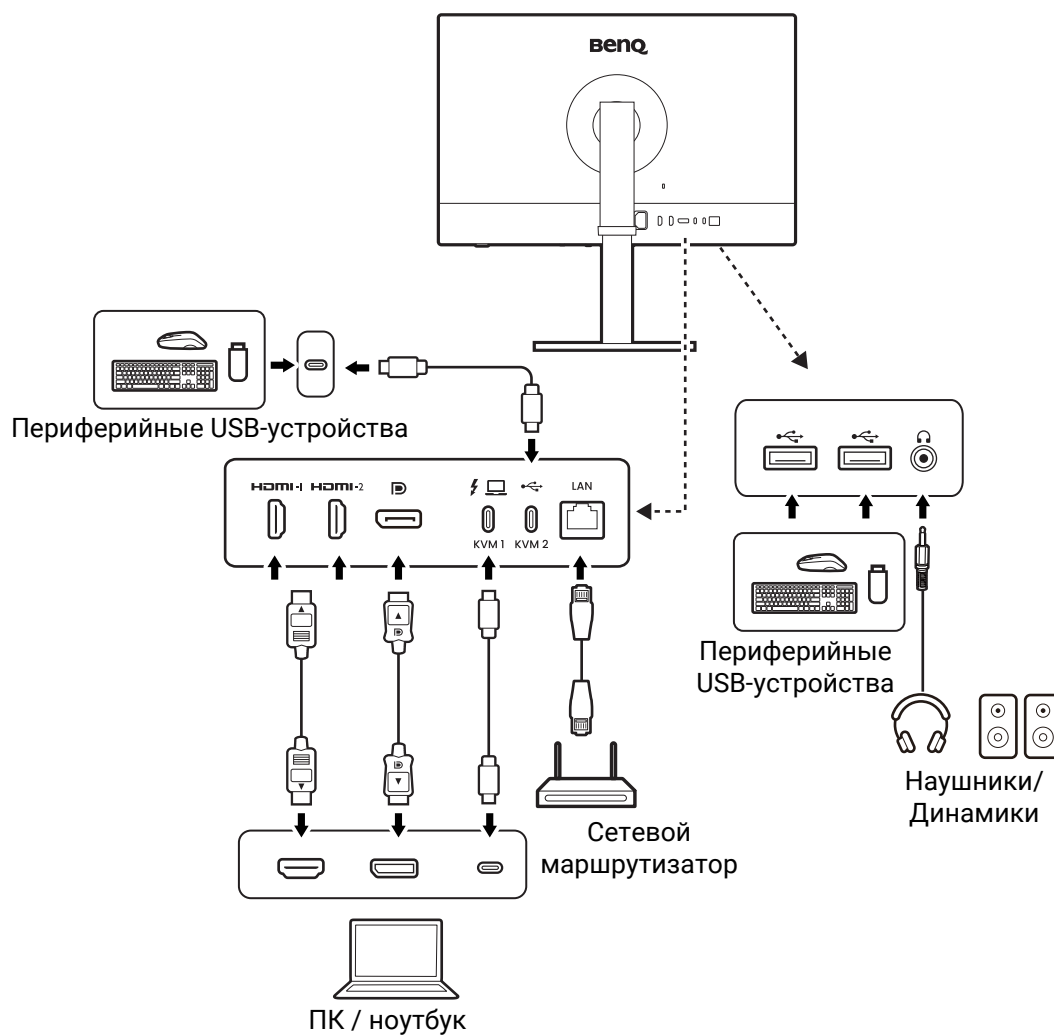 BenQ
Периферийные USB-устройства
HDMI-1 HDMI-2 LAN
KVM 1 KVM 2
Периферийные
USB-устройства
Наушники/
Динамики
Сетевой
маршрутизатор
ПК / ноутбук